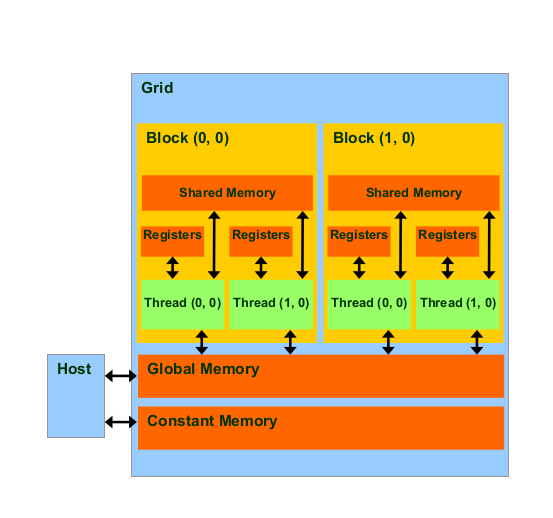 Grid
Block (0, 0)
Block (1, 0)
Shared Memory
Shared Memory
Registers
Registers
Registers
Registers
Thread (0, 0)
Thread (1, 0)
Thread (0, 0)
Thread (1, 0)
Host
Global Memory
Constant Memory